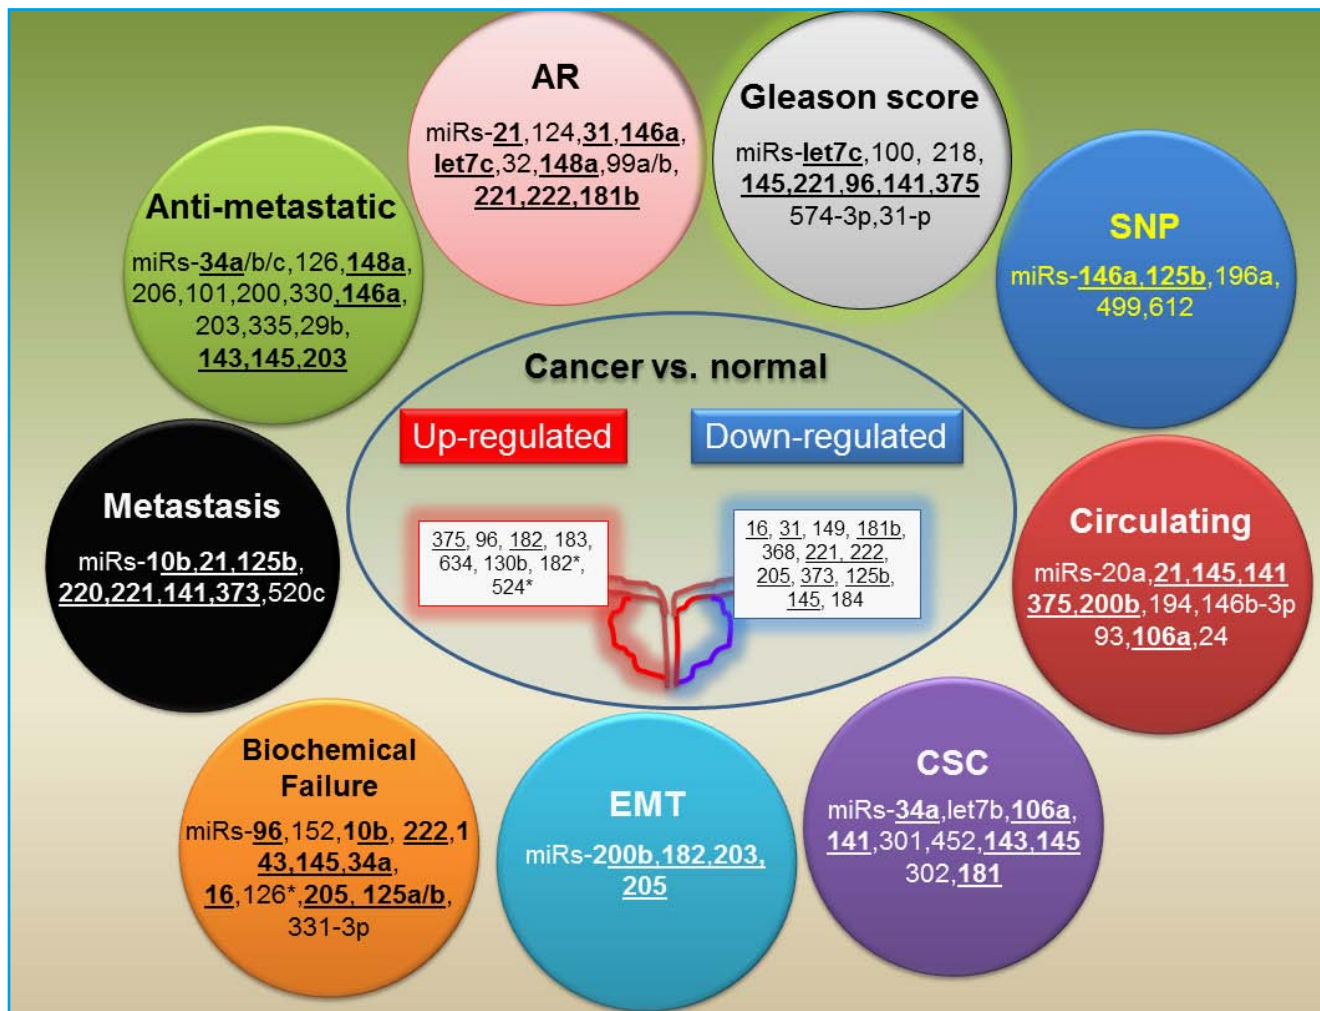 AR
miRs-21,124,31,146a,
let7c,32,148a,99a/b,
221,222,181b
Gleason score
miRs-let7c,100, 218,
145,221,96,141,375
574-3p,31-p
Anti-metastatic
miRs-34a/b/c,126,148a,
206,101,200,330,146a,
203,335,29b,
143,145,203
SNP
miRs-146a,125b,196a,
499,612
Cancer vs. normal
Up-regulated
Down-regulated
375, 96, 182, 183,
634, 130b, 182*,
524*
16, 31, 149, 181b,
368, 221, 222,
205, 373, 125b,
145, 184
Metastasis
miRs-10b,21,125b,
220,221,141,373,520c
Circulating
miRs-20a,21,145,141
375,200b,194,146b-3p
93,106a,24
Biochemical
Failure
miRs-96,152,10b, 222,1
43,145,34a,
16,126*,205, 125a/b,
331-3p
EMT
miRs-200b,182,203,
205
CSC
miRs-34a,let7b,106a,
141,301,452,143,145
302,181